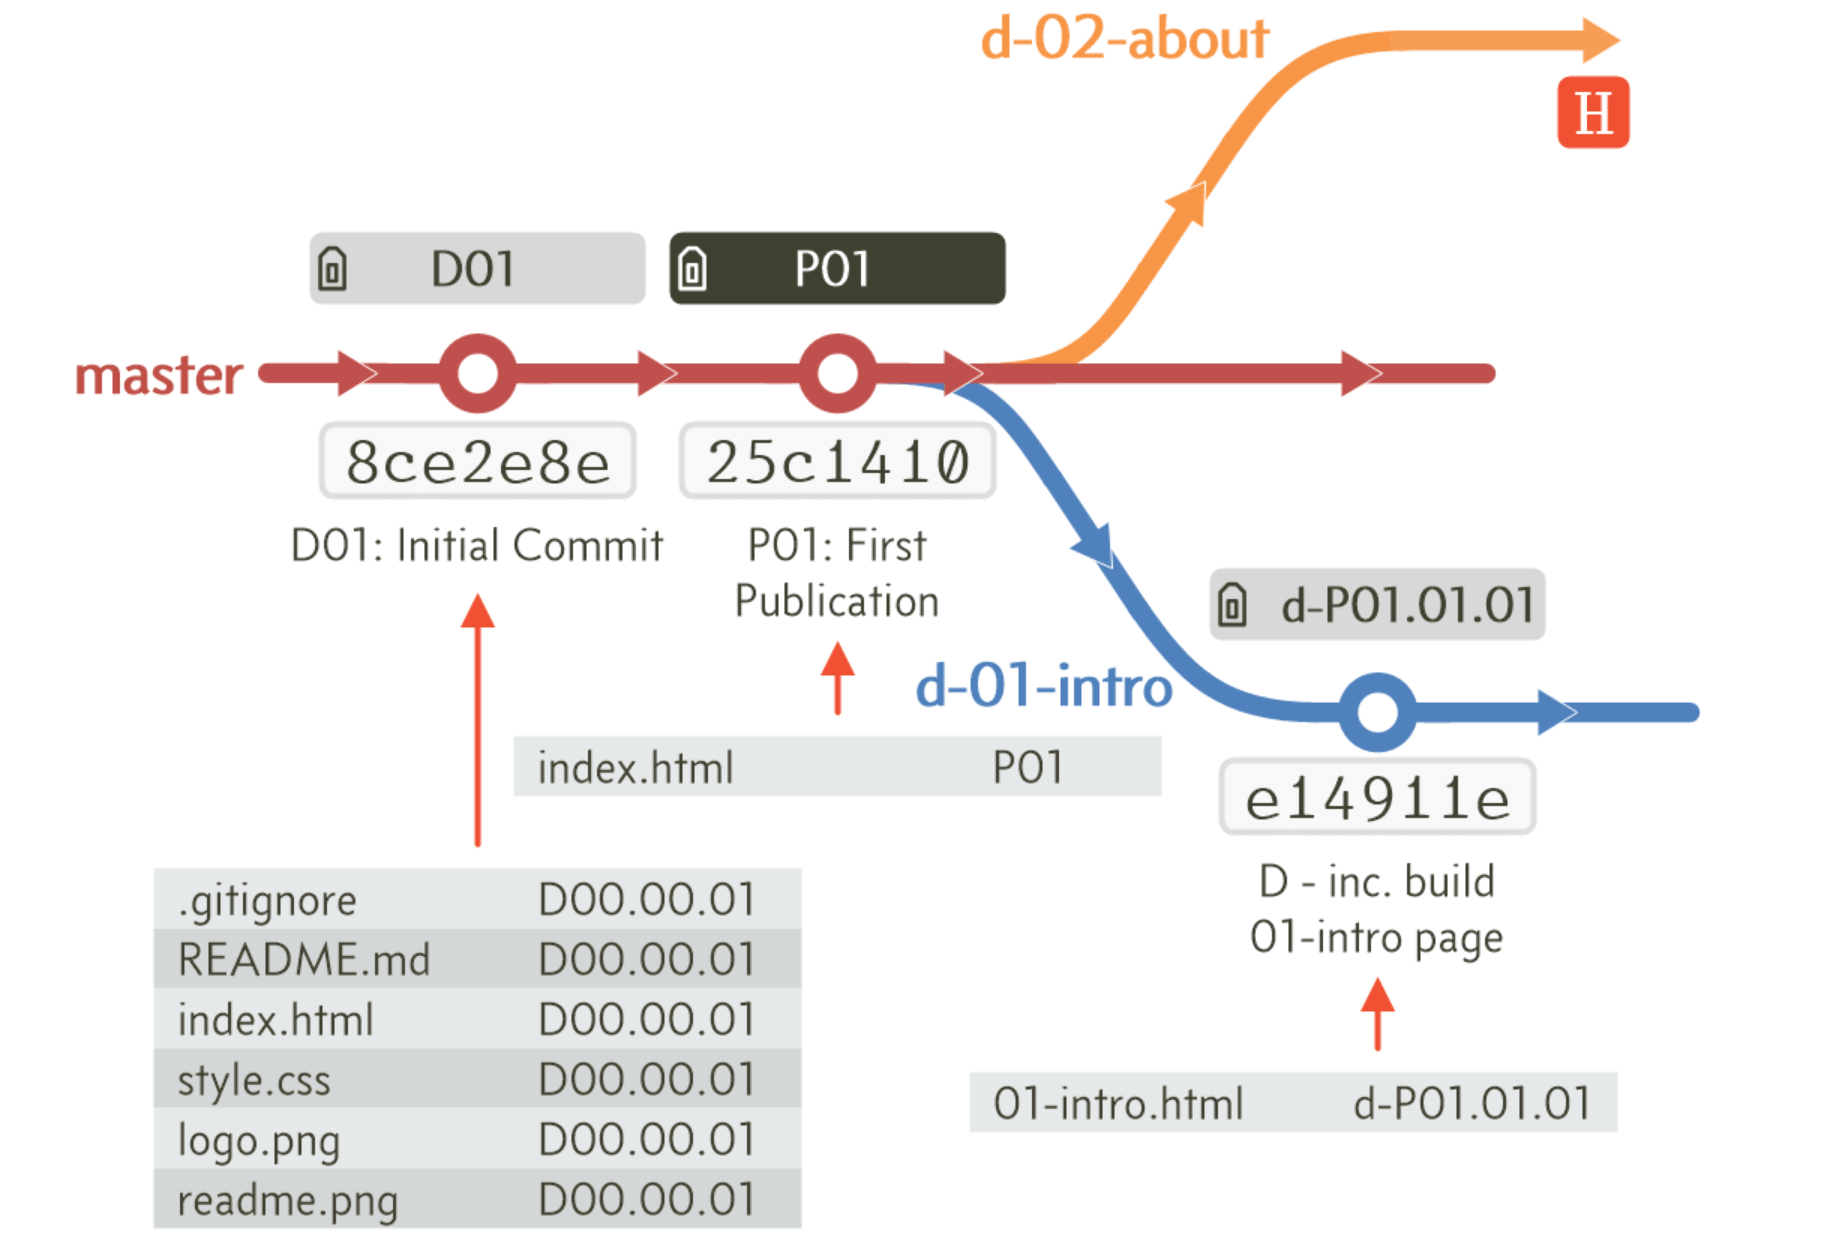 d-02-about
H
D01
P01
master
8ce2e8e
25c1410
D01: Initial Commit
P01: First
Publication
d-P01.01.01
d-01-intro
index.html P01
e14911e
D - inc. build
01-intro page
.gitignore D00.00.01
README.md D00.00.01
index.html D00.00.01
style.css D00.00.01
logo.png D00.00.01
readme.png D00.00.01
01-intro.html d-P01.01.01